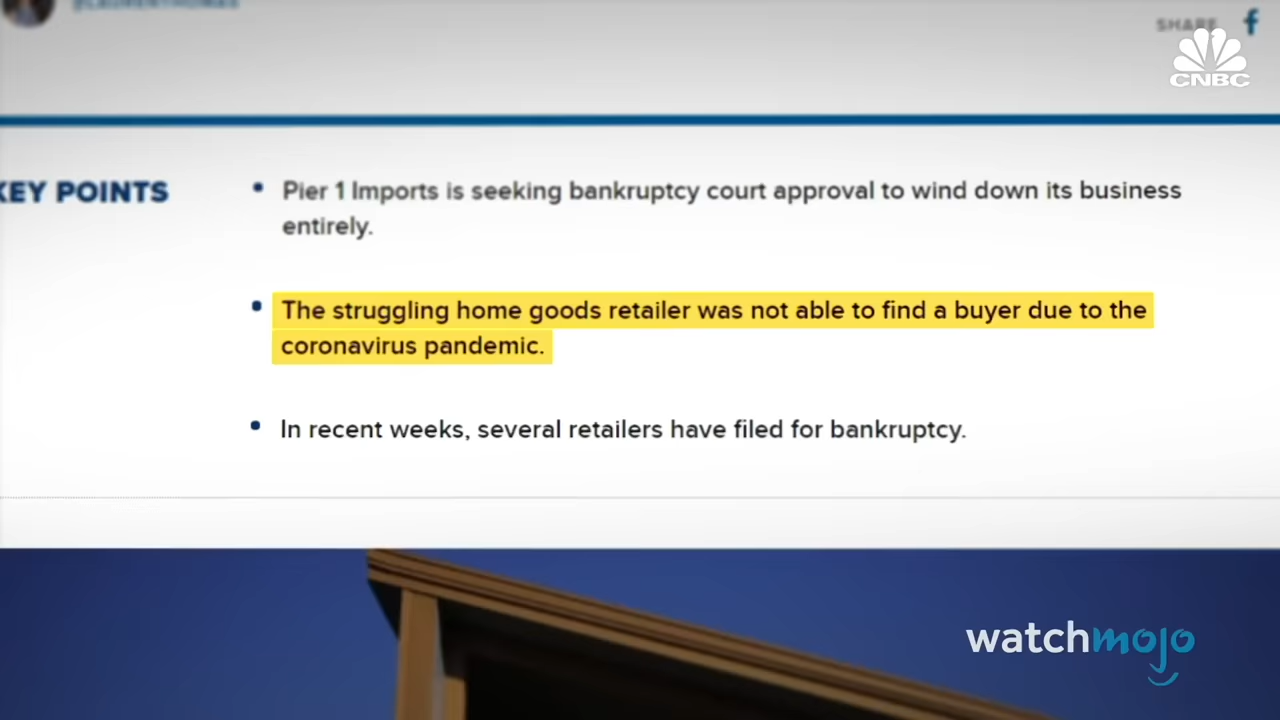 SHARE
CNBC
KEY POINTS
Pier 1 Imports is seeking bankruptcy court approval to wind down its business
entirely.
The struggling home goods retailer was not able to find a buyer due to the
coronavirus pandemic.
In recent weeks, several retailers have filed for bankruptcy.
watchmojo